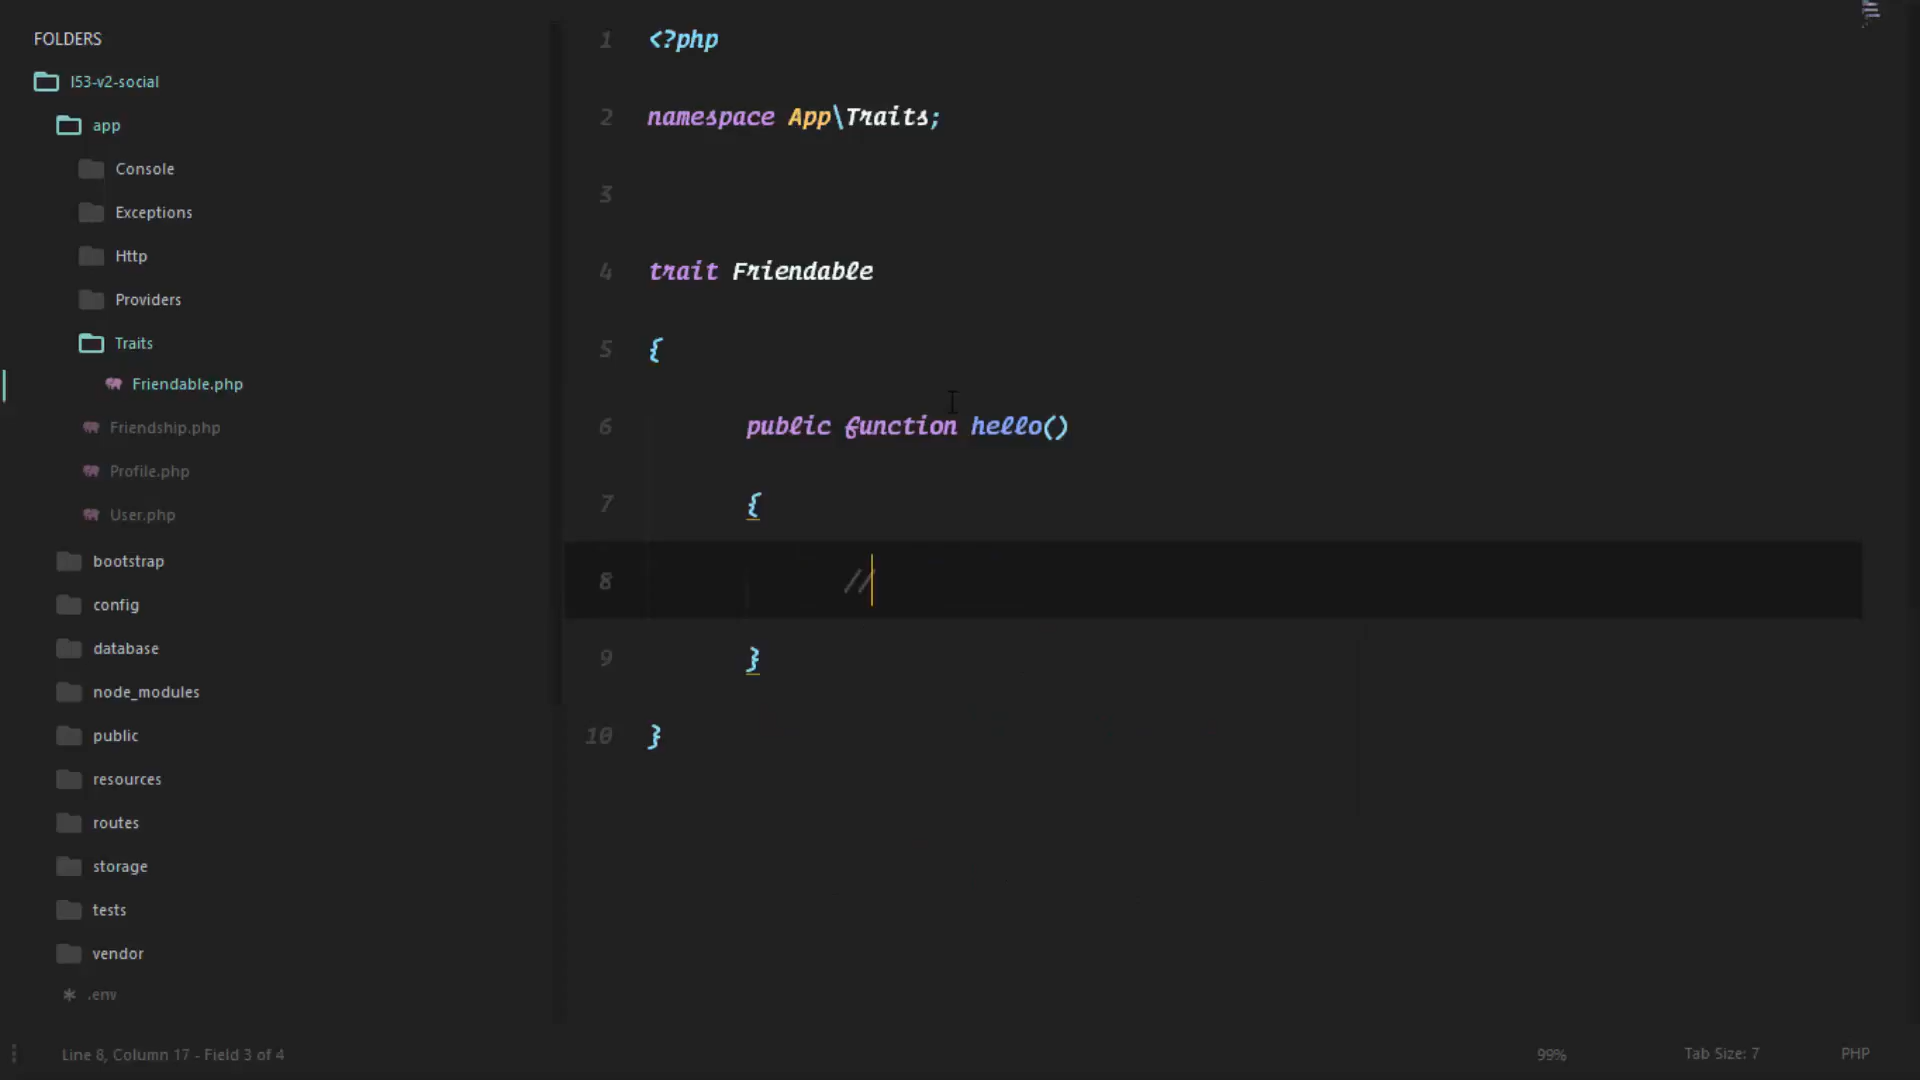 FOLDERS
l53-v2-social
app
Console
Exceptions
Http
Providers
Traits
Friendable.php
Friendship.php
Profile.php
User.php
bootstrap
config
database
node_modules
public
resources
routes
storage
tests
vendor
.env
1 <?php
2 namespace App\Traits;
3
4 trait Friendable
5 {
6 public function hello()
7 {
8 //
9 }
10 }
Line 8, Column 17 - Field 3 of 4
99%
Tab Size: 7
PHP